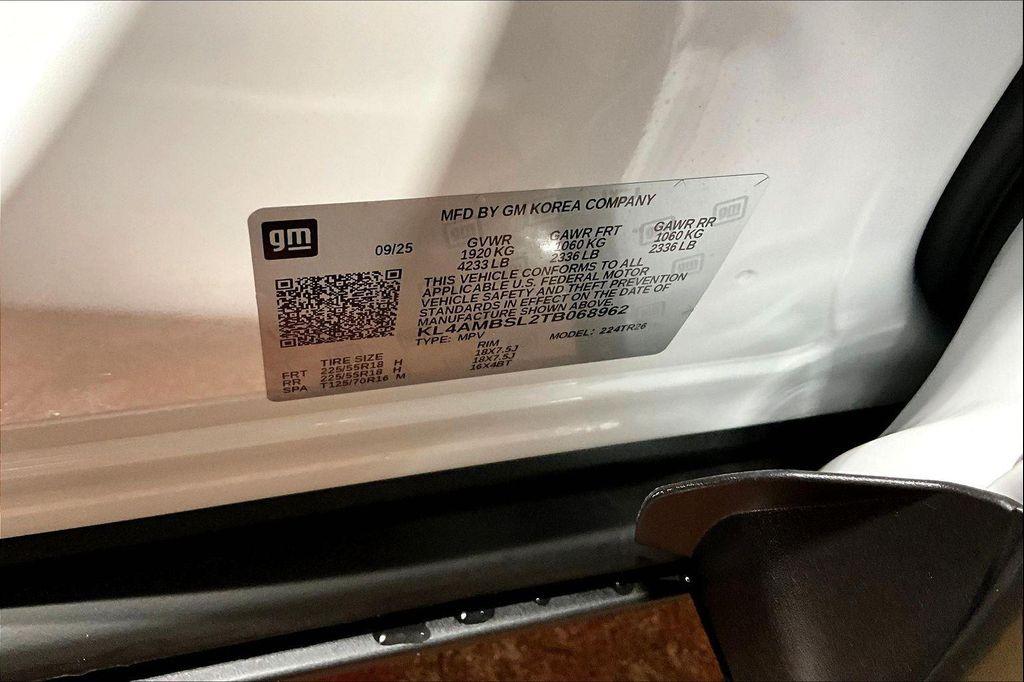 MFD BY GM KOREA COMPANY
gm
09/25
GVWR GAWR FRT GAWR RR
1920 KG 1060 KG 1060 KG
4233 LB 2336 LB 2336 LB
THIS VEHICLE CONFORMS TO ALL
APPLICABLE U.S. FEDERAL MOTOR
VEHICLE SAFETY AND THEFT PREVENTION
STANDARDS IN EFFECT ON THE DATE OF
MANUFACTURE SHOWN ABOVE.
KL4AMBSL2TB068962
TYPE: MPV MODEL: 224TR26
TIRE SIZE RIM
FRT 225/55R18 H 18X7.5J
RR 225/55R18 H 18X7.5J
SPA T125/70R16 M 16X4BT